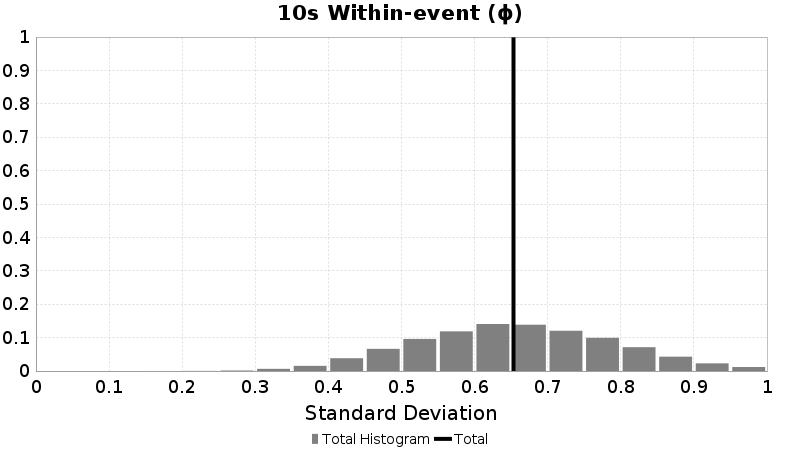 10s Within-event (ϕ)
1
0.9
0.8
0.7
0.6
0.5
0.4
0.3
0.2
0.1
0
0 0.1 0.2 0.3 0.4 0.5 0.6 0.7 0.8 0.9 1
Standard Deviation
Total Histogram Total